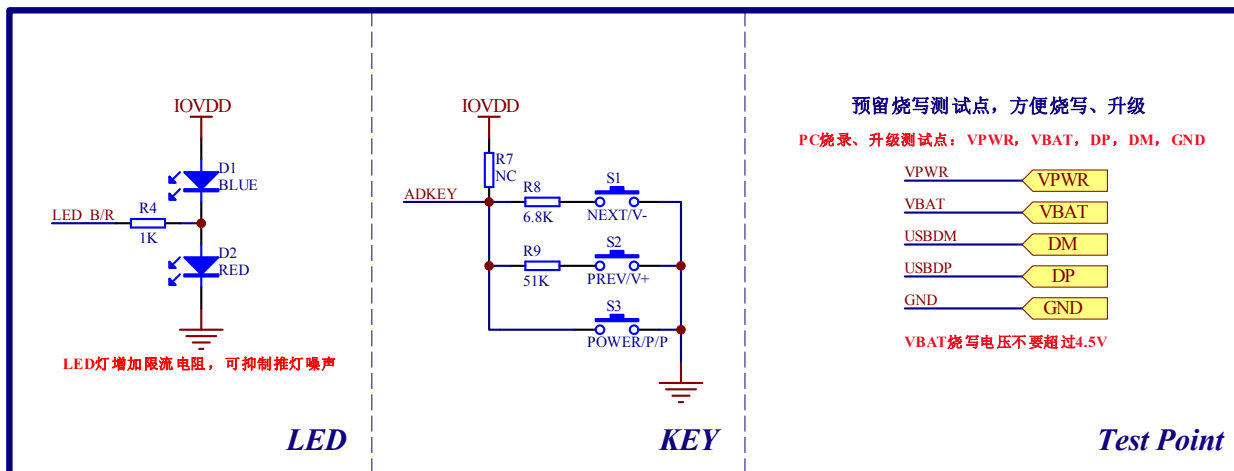 IOVDD
D1
BLUE
LED_B/R
R4
1K
D2
RED
LED灯增加限流电阻，可抑制推灯噪声
LED
IOVDD
R7
NC
ADKEY
R8
6.8K
S1
NEXT/V-
R9
51K
S2
PREV/V+
S3
POWER/P/P
KEY
预留烧写测试点，方便烧写、升级
PC烧录、升级测试点：VPWR，VBAT，DP，DM，GND
VPWR VPWR
VBAT VBAT
USBDM DM
USBDP DP
GND GND
VBAT烧写电压不要超过4.5V
Test Point